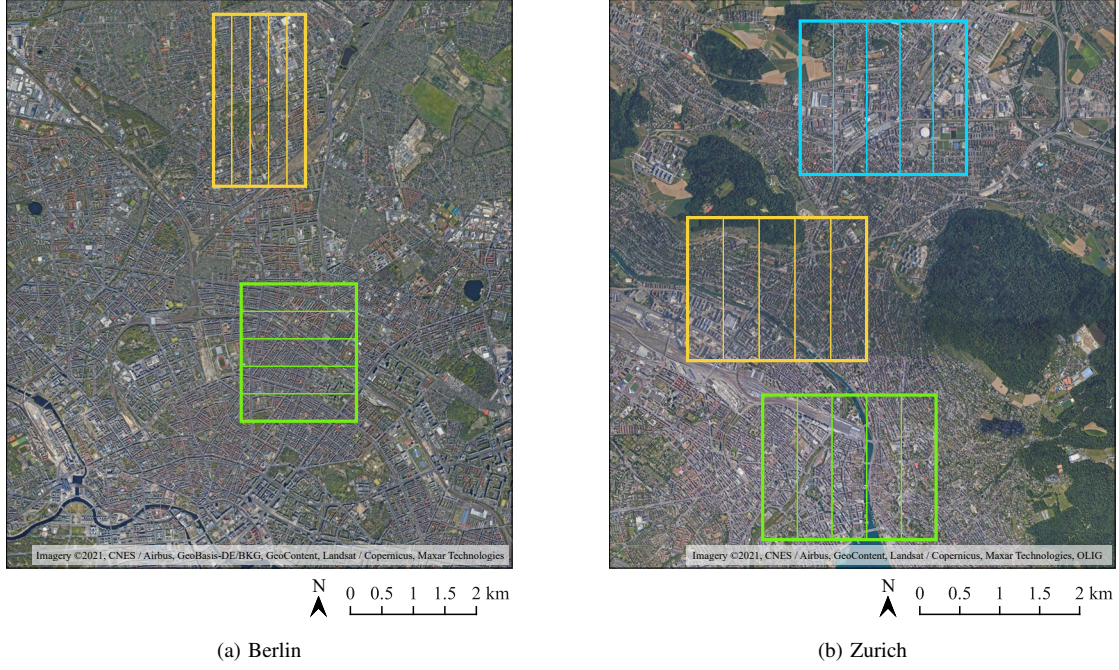 Imagery ©2021, CNES / Airbus, GeoBasis-DE/BKG, GeoContent, Landsat / Copernicus, Maxar Technologies
Imagery ©2021, CNES / Airbus, GeoContent, Landsat / Copernicus, Maxar Technologies, OLIG
N 0 0.5 1 1.5 2 km
N 0 0.5 1 1.5 2 km
(a) Berlin
(b) Zurich